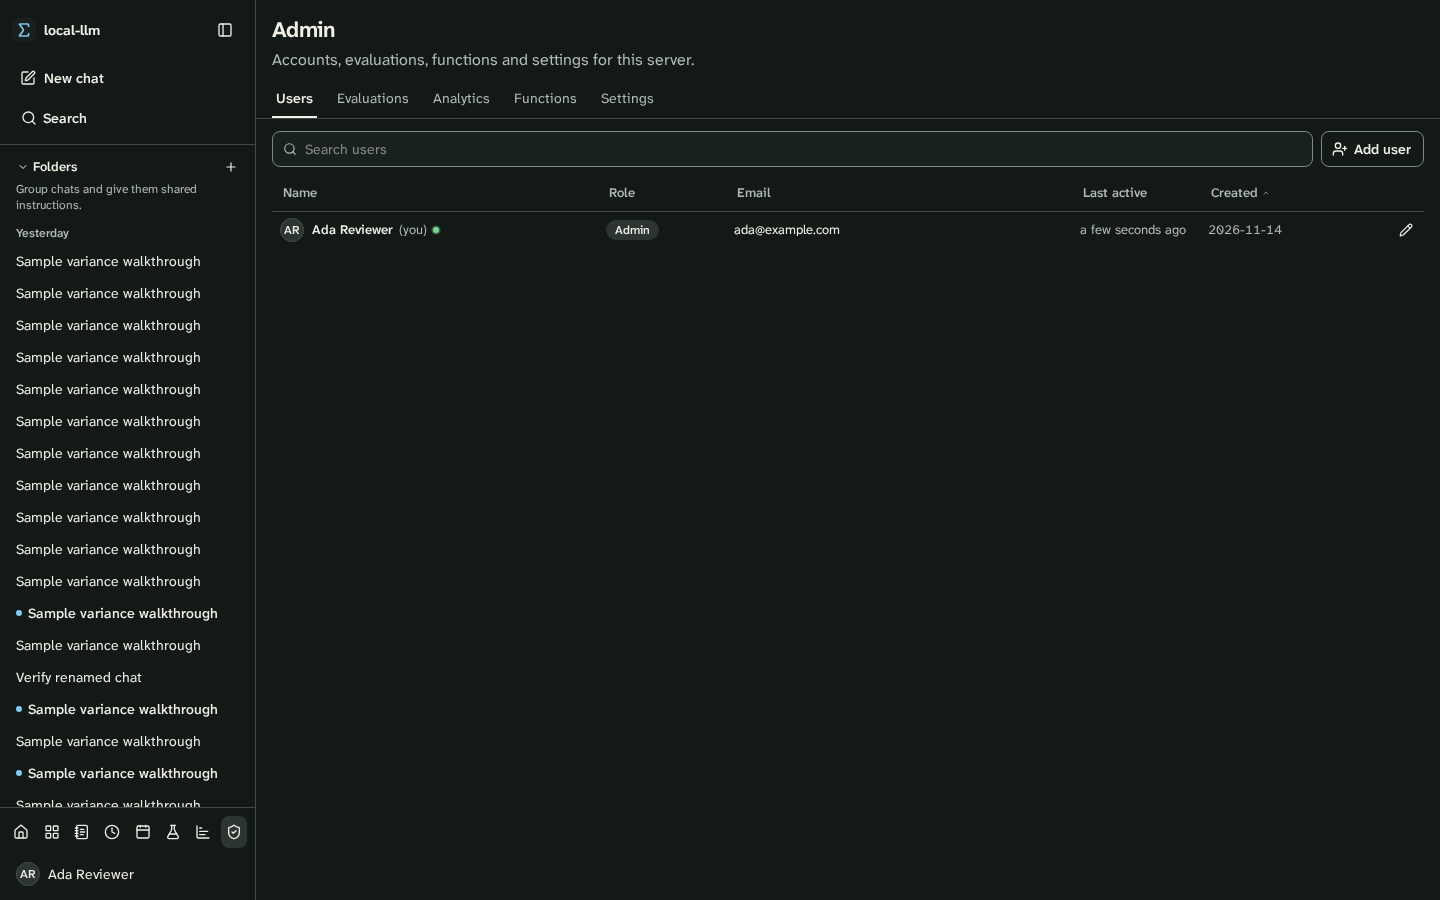 Σ local-llm
New chat
Search
Folders
Group chats and give them shared
instructions.
Yesterday
Sample variance walkthrough
Sample variance walkthrough
Sample variance walkthrough
Sample variance walkthrough
Sample variance walkthrough
Sample variance walkthrough
Sample variance walkthrough
Sample variance walkthrough
Sample variance walkthrough
Sample variance walkthrough
Sample variance walkthrough
Sample variance walkthrough
Sample variance walkthrough
Verify renamed chat
Sample variance walkthrough
Sample variance walkthrough
Sample variance walkthrough
Sample variance walkthrough
AR Ada Reviewer
Admin
Accounts, evaluations, functions and settings for this server.
Users Evaluations Analytics Functions Settings
Search users Add user
Name Role Email Last active Created
AR Ada Reviewer (you) Admin ada@example.com a few seconds ago 2026-11-14